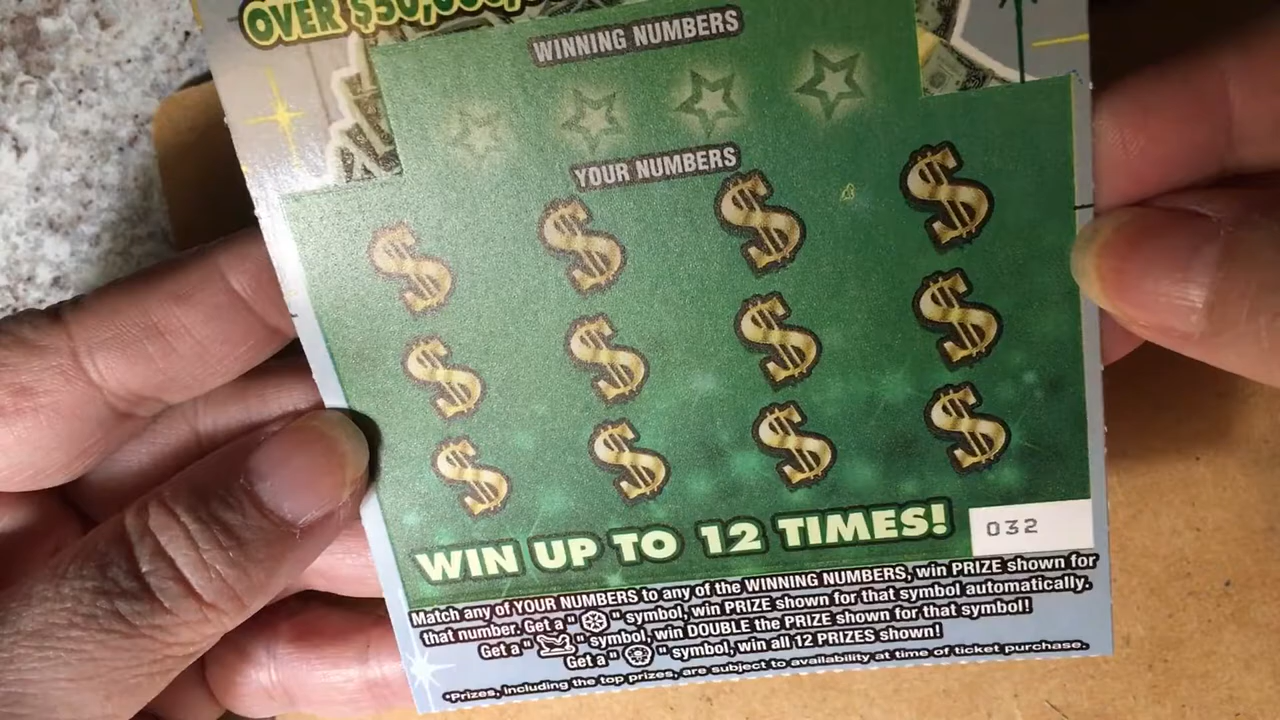 OVER $50,000,
WINNING NUMBERS
YOUR NUMBERS
WIN UP TO 12 TIMES!
032
Match any of YOUR NUMBERS to any of the WINNING NUMBERS, win PRIZE shown for
that number. Get a " " symbol, win PRIZE shown for that symbol automatically.
Get a " " symbol, win DOUBLE the PRIZE shown for that symbol!
Get a " " symbol, win all 12 PRIZES shown!
*Prizes, including the top prizes, are subject to availability at time of ticket purchase.